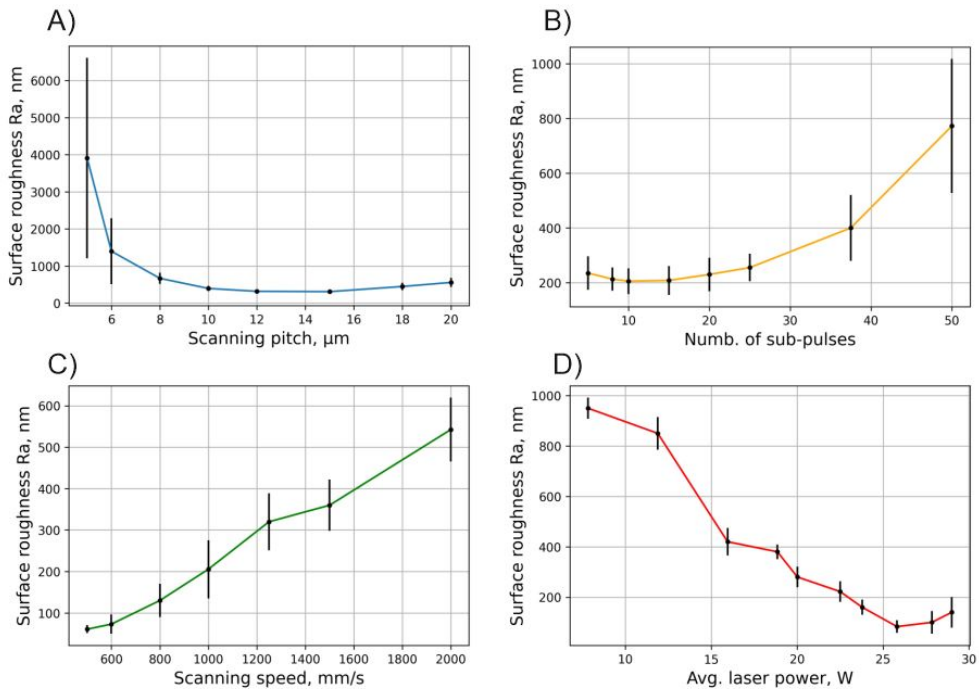 A)
Surface roughness Ra, nm
6000
5000
4000
3000
2000
1000
0
6 8 10 12 14 16 18 20
Scanning pitch, μm
B)
Surface roughness Ra, nm
1000
800
600
400
200
10 20 30 40 50
Numb. of sub-pulses
C)
Surface roughness Ra, nm
600
500
400
300
200
100
600 800 1000 1200 1400 1600 1800 2000
Scanning speed, mm/s
D)
Surface roughness Ra, nm
1000
800
600
400
200
10 15 20 25 30
Avg. laser power, W